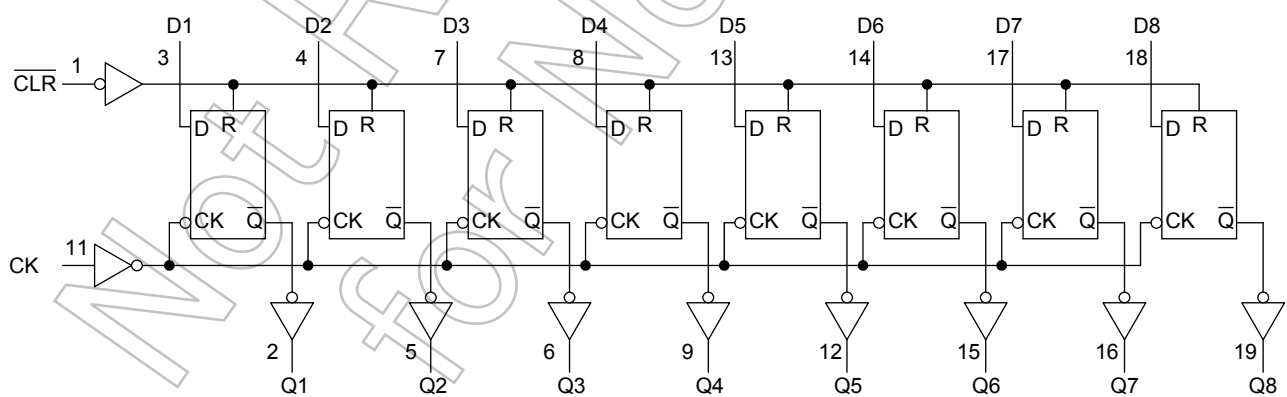 D1 D2 D3 D4 D5 D6 D7 D8
3 4 7 8 13 14 17 18
C̅L̅R̅ 1
R R R R R R R R
D D D D D D D D
CK Q̅ CK Q̅ CK Q̅ CK Q̅ CK Q̅ CK Q̅ CK Q̅ CK Q̅
CK 11
2 5 6 9 12 15 16 19
Q1 Q2 Q3 Q4 Q5 Q6 Q7 Q8
Not
for